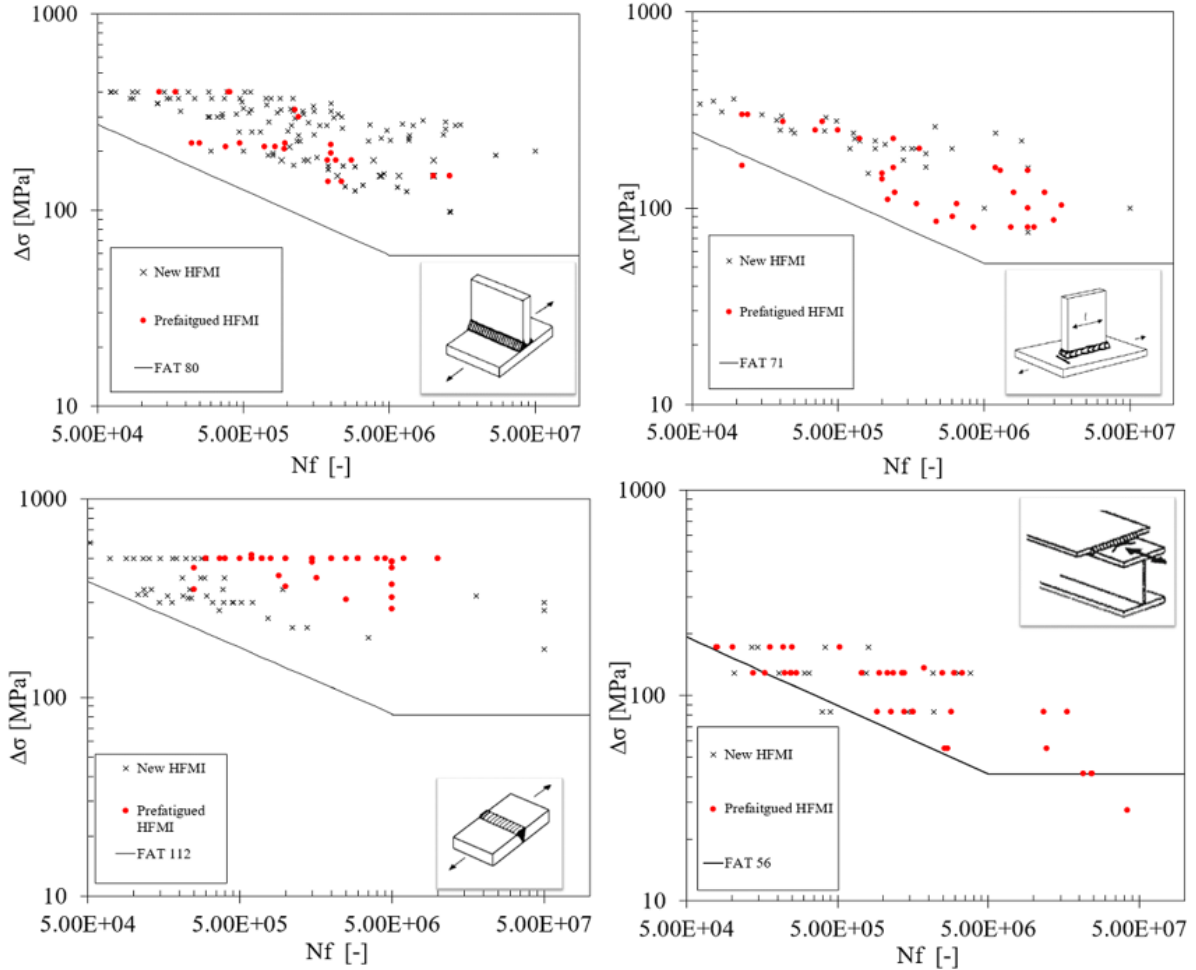 1000
100
10
Δσ [MPa]
× New HFMI
• Prefaitgued HFMI
FAT 80
5.00E+04 5.00E+05 5.00E+06 5.00E+07
Nf [-]
1000
100
10
Δσ [MPa]
× New HFMI
• Prefatigued HFMI
FAT 71
l
5.00E+04 5.00E+05 5.00E+06 5.00E+07
Nf [-]
1000
100
10
Δσ [MPa]
× New HFMI
• Prefatigued
HFMI
FAT 112
5.00E+04 5.00E+05 5.00E+06 5.00E+07
Nf [-]
1000
100
10
Δσ [MPa]
× New HFMI
• Prefaitgued HFMI
FAT 56
5.00E+04 5.00E+05 5.00E+06 5.00E+07
Nf [-]